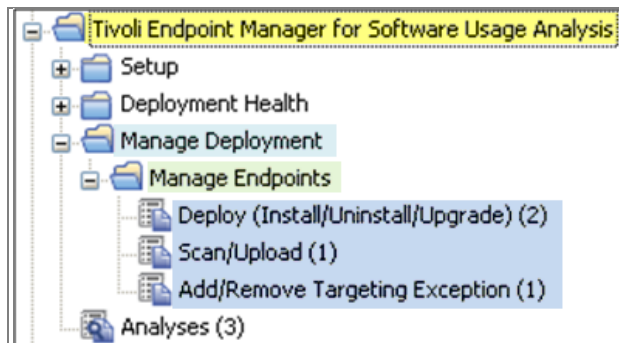 Tivoli Endpoint Manager for Software Usage Analysis
Setup
Deployment Health
Manage Deployment
Manage Endpoints
Deploy (Install/Uninstall/Upgrade) (2)
Scan/Upload (1)
Add/Remove Targeting Exception (1)
Analyses (3)